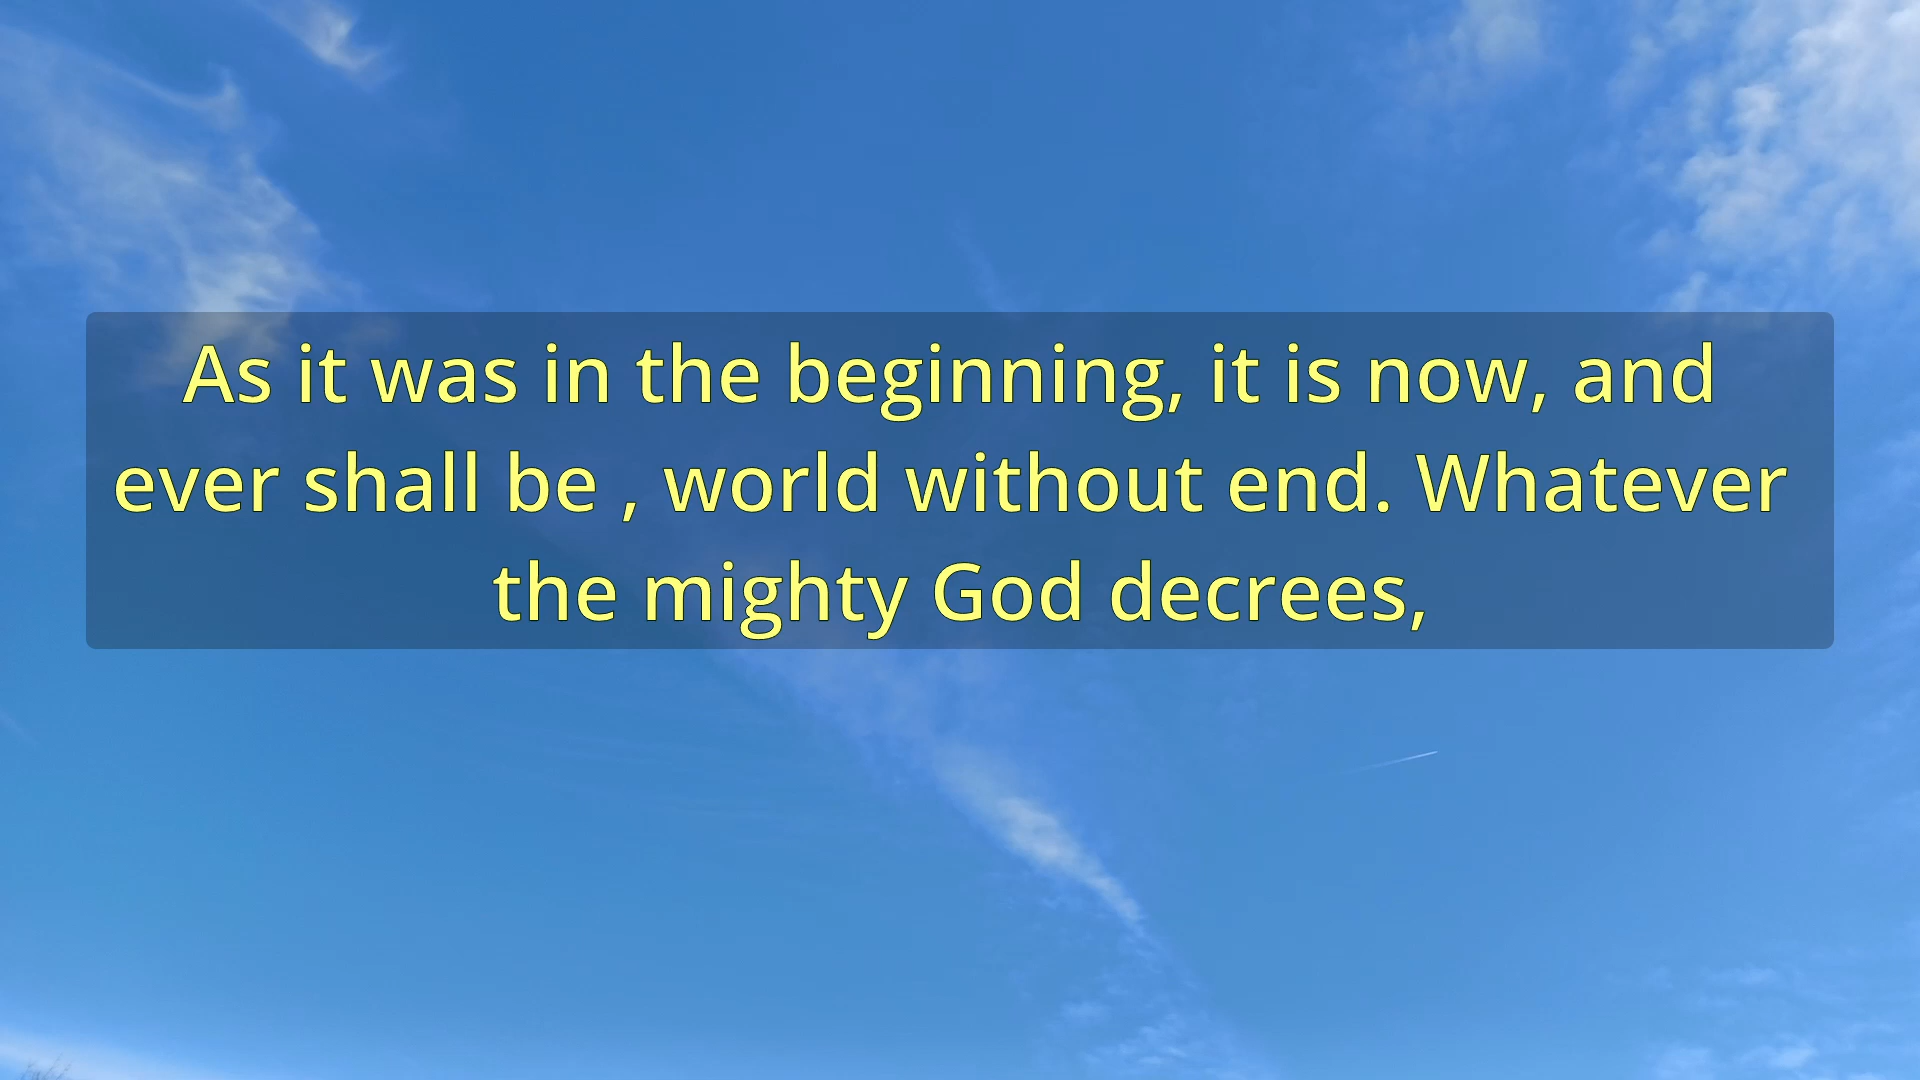 As it was in the beginning, it is now, and
ever shall be , world without end. Whatever
the mighty God decrees,